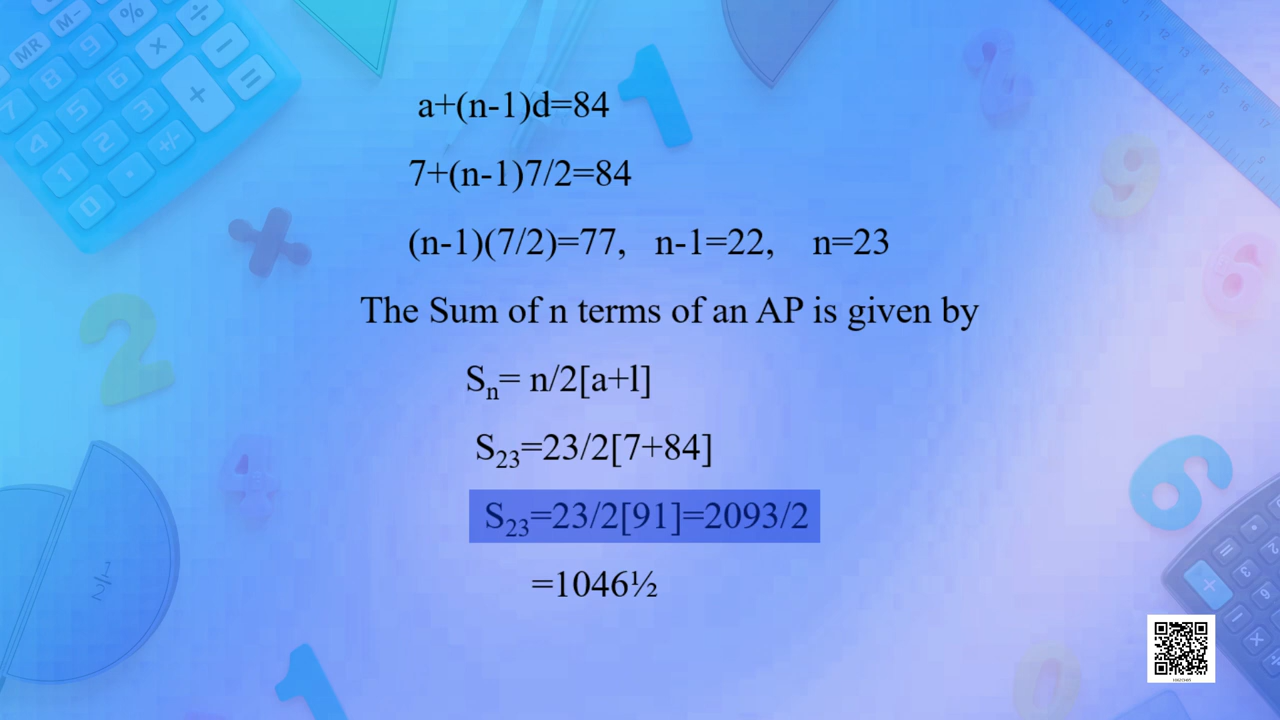 a+(n-1)d=84
7+(n-1)7/2=84
(n-1)(7/2)=77, n-1=22, n=23
The Sum of n terms of an AP is given by
Sn= n/2[a+l]
S23=23/2[7+84]
S23=23/2[91]=2093/2
=1046½